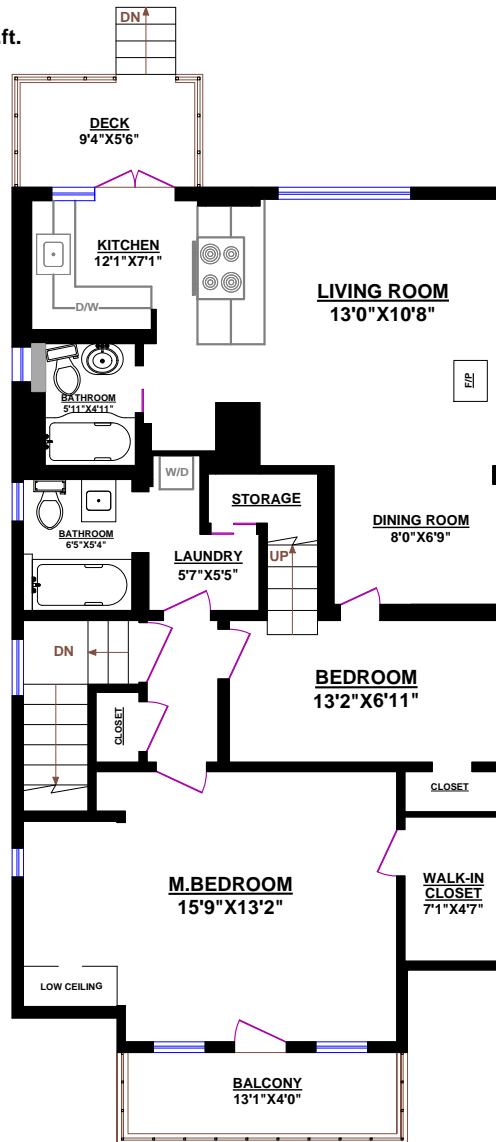 ft.
DN
DECK
9'4"X5'6"
KITCHEN
12'1"X7'1"
D/W
LIVING ROOM
13'0"X10'8"
F/P
BATHROOM
5'11"X4'11"
W/D
STORAGE
BATHROOM
6'5"X5'4"
LAUNDRY
5'7"X5'5"
UP
DINING ROOM
8'0"X6'9"
DN
BEDROOM
13'2"X6'11"
CLOSET
CLOSET
M.BEDROOM
15'9"X13'2"
WALK-IN
CLOSET
7'1"X4'7"
LOW CEILING
BALCONY
13'1"X4'0"